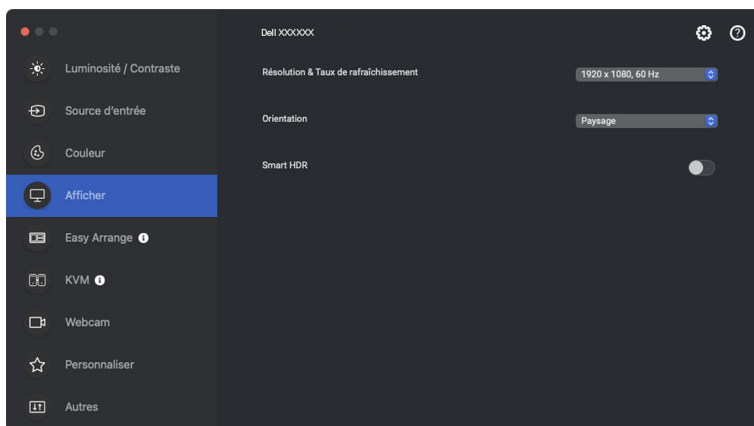 Dell XXXXXX
Luminosité / Contraste
Source d'entrée
Couleur
Afficher
Easy Arrange
KVM
Webcam
Personnaliser
Autres
Résolution & Taux de rafraîchissement
1920 x 1080, 60 Hz
Orientation
Paysage
Smart HDR